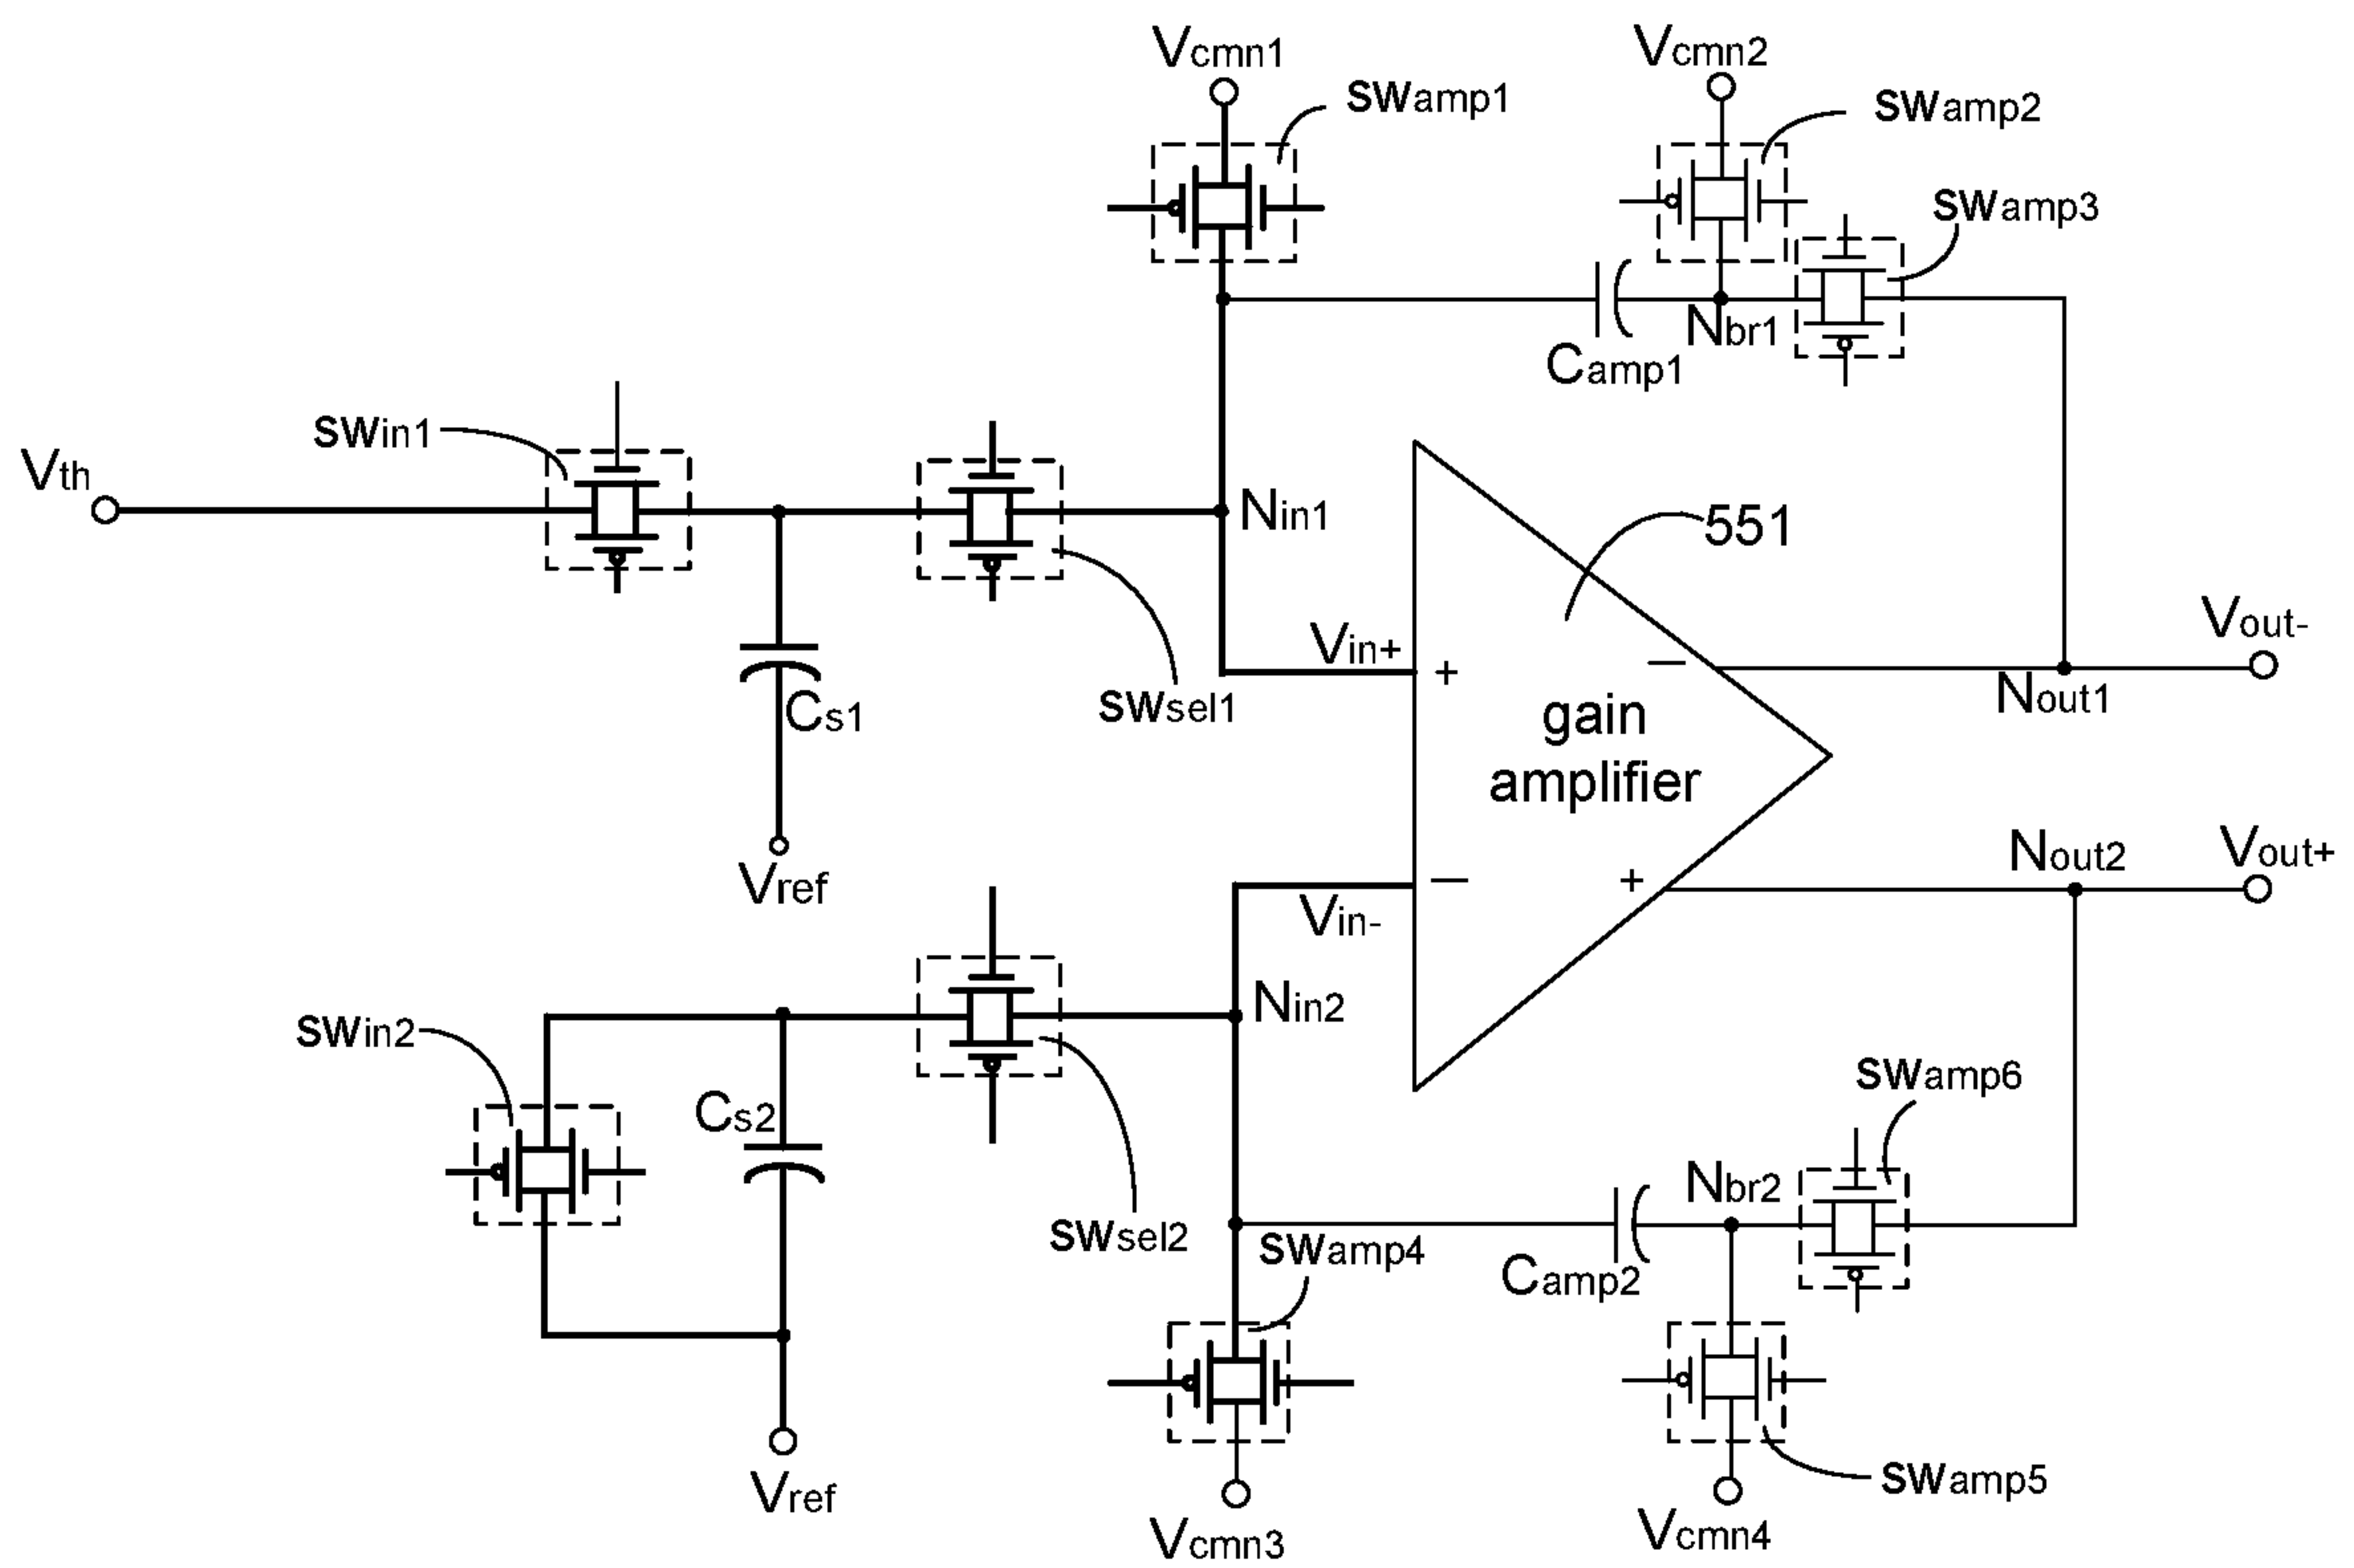 Vcmn1
Vcmn2
SWamp1
SWamp2
SWamp3
Nbr1
Camp1
SWin1
Vth
Nin1
551
Vin+
+
−
Vout-
Nout1
Cs1
SWsel1
gain
amplifier
Vref
Nout2
Vout+
−
+
Vin-
Nin2
SWin2
Cs2
SWamp6
Nbr2
SWsel2
SWamp4
Camp2
Vref
SWamp5
Vcmn3
Vcmn4